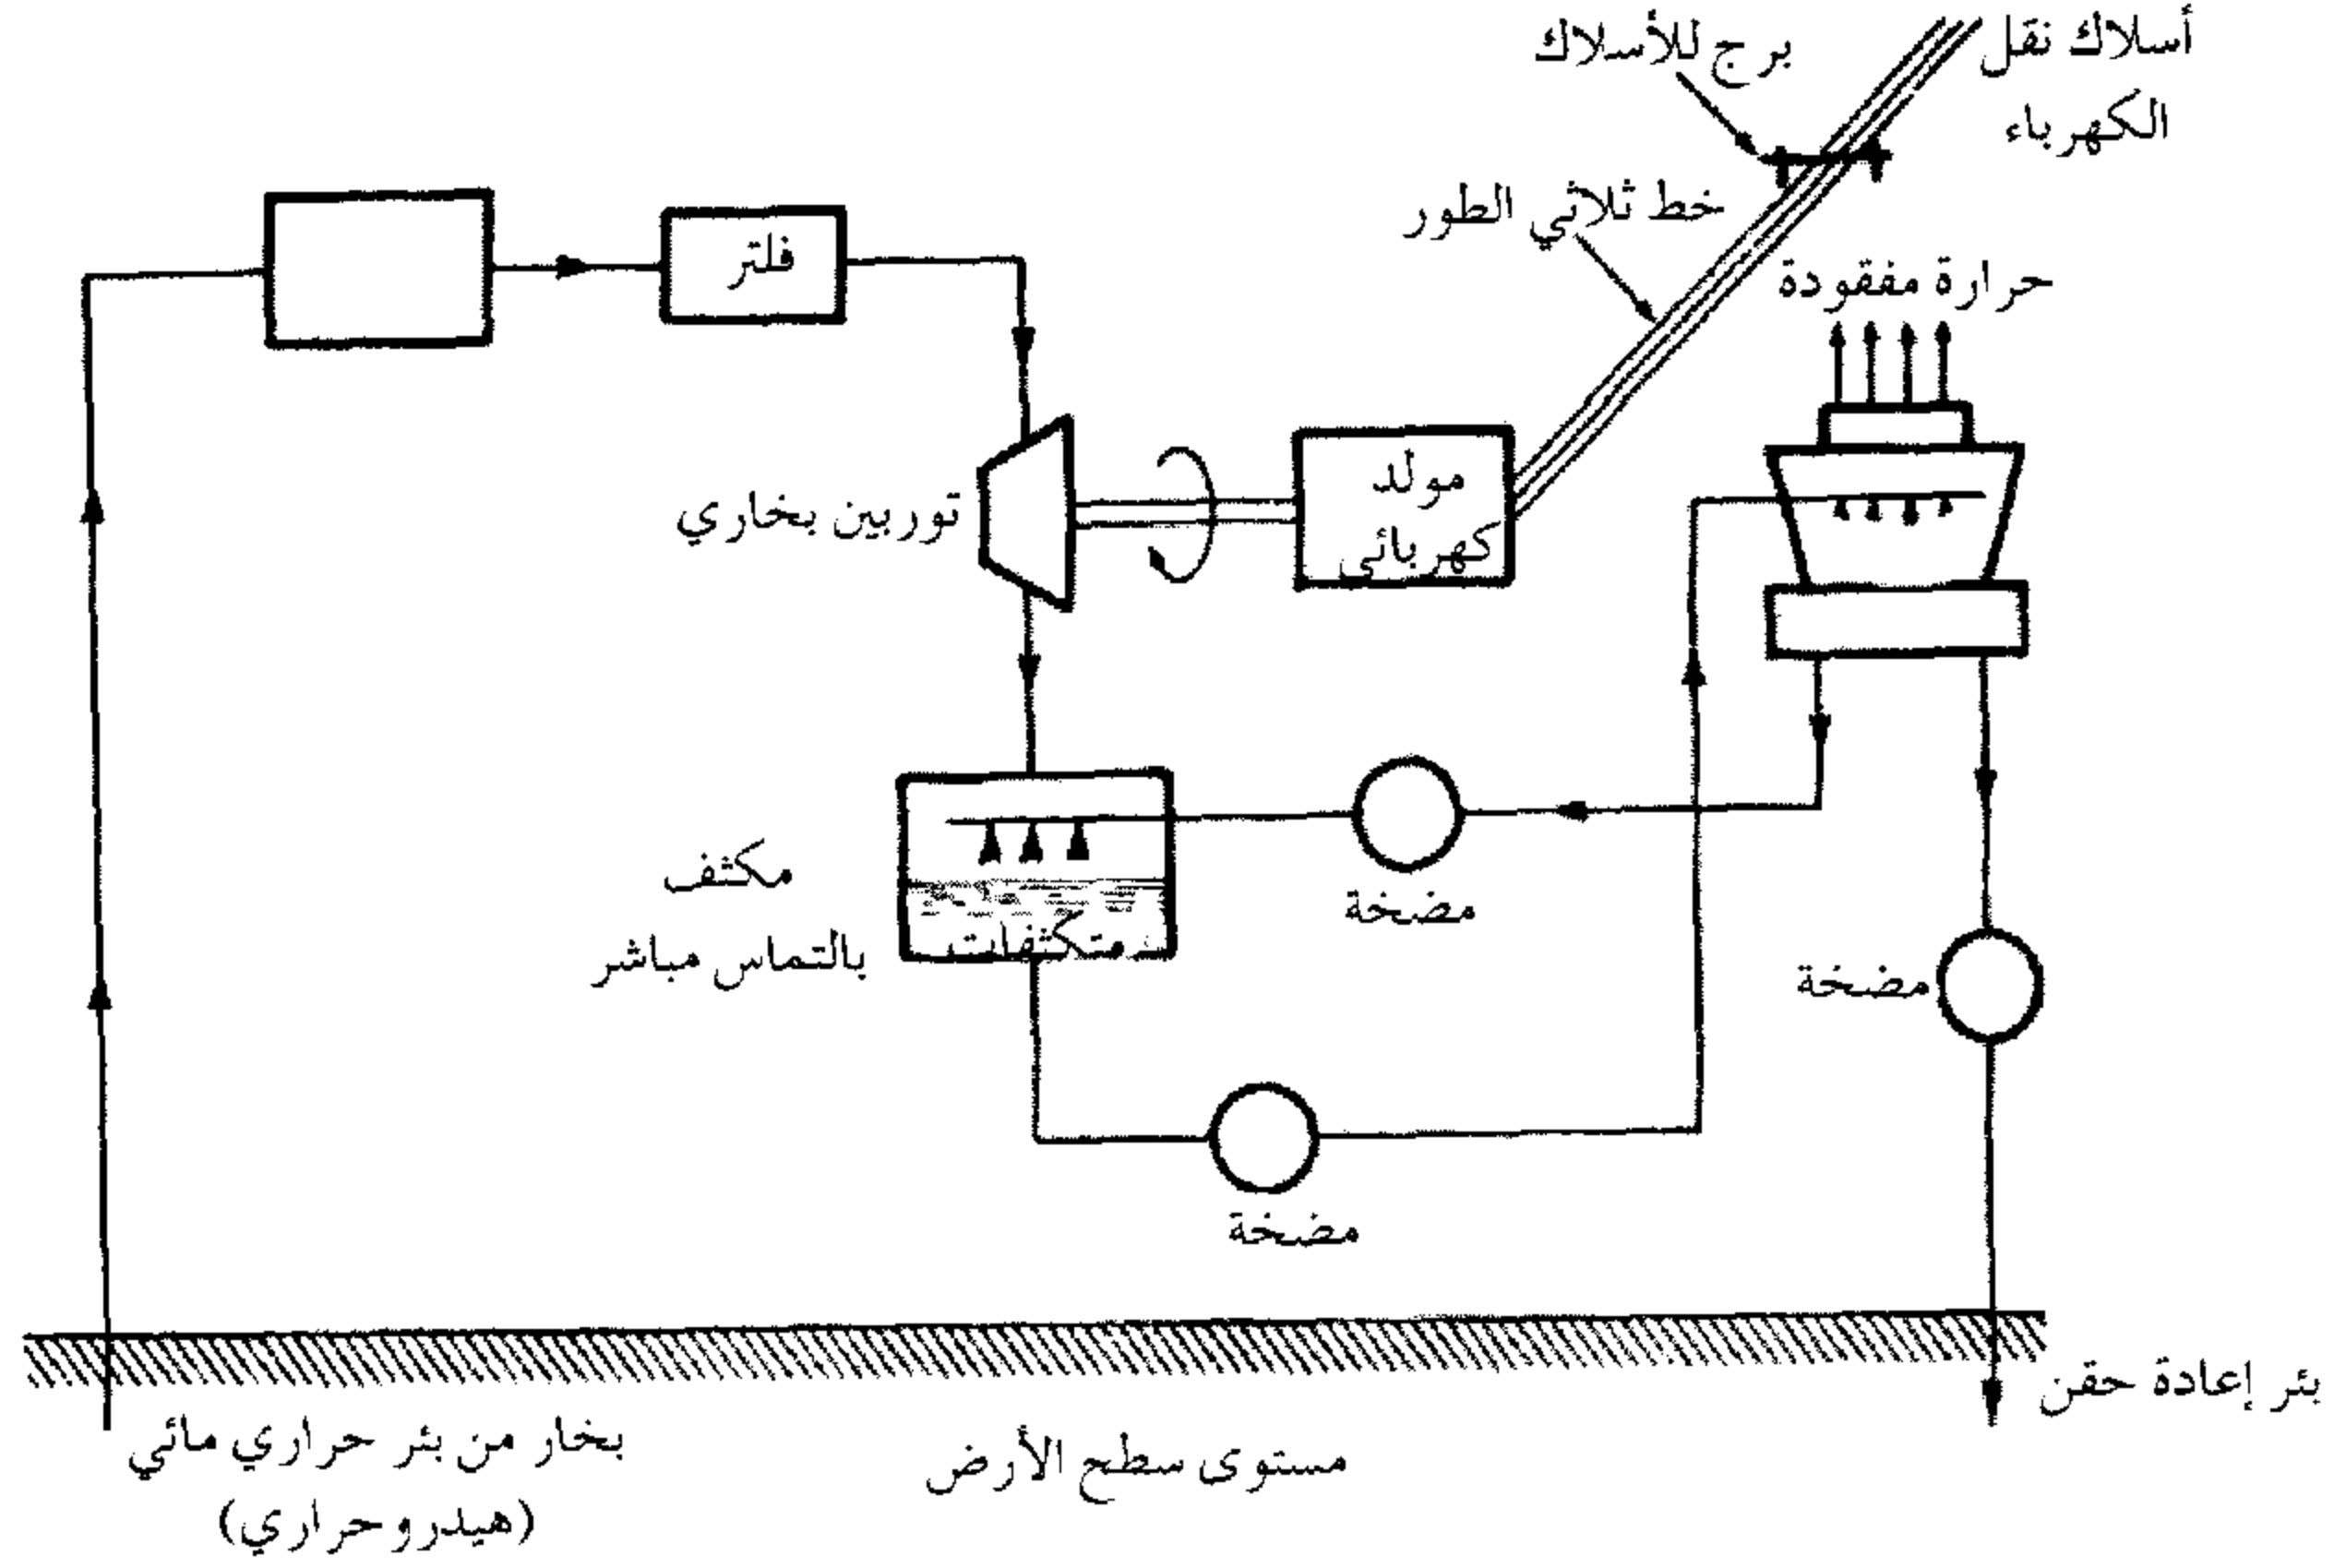 أسلاك نقل
الكهرباء
برج للأسلاك
خط ثلاثي الطور
حرارة مفقودة
فلتر
مولد
كهربائي
توربين بخاري
مكثف
بالتماس مباشر
متكثفات
مضخة
مضخة
مضخة
بئر إعادة حقن
مستوى سطح الأرض
بخار من بئر حراري مائي
(هيدروحراري)